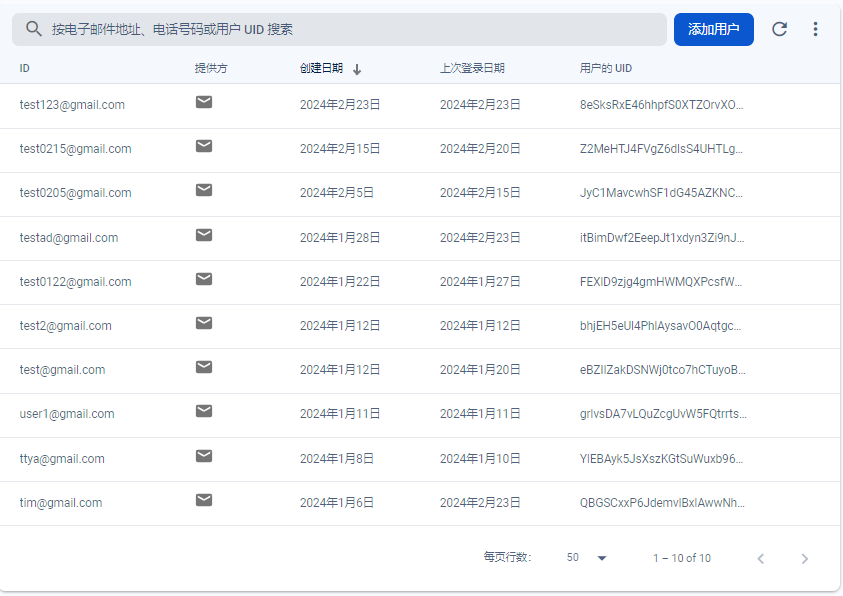 按电子邮件地址、电话号码或用户 UID 搜索 添加用户
ID 提供方 创建日期 上次登录日期 用户的 UID
test123@gmail.com 2024年2月23日 2024年2月23日 8eSksRxE46hhpfS0XTZOrvXO...
test0215@gmail.com 2024年2月15日 2024年2月20日 Z2MeHTJ4FVgZ6dIsS4UHTLg...
test0205@gmail.com 2024年2月5日 2024年2月15日 JyC1MavcwhSF1dG45AZKNC...
testad@gmail.com 2024年1月28日 2024年2月23日 itBimDwf2EeepJt1xdyn3Zi9nJ...
test0122@gmail.com 2024年1月22日 2024年1月27日 FEXID9zjg4gmHWMQXPcsfW...
test2@gmail.com 2024年1月12日 2024年1月12日 bhjEH5eUl4PhlAysavO0Aqtgc...
test@gmail.com 2024年1月12日 2024年1月20日 eBZIlZakDSNWj0tco7hCTuyoB...
user1@gmail.com 2024年1月11日 2024年1月11日 grIvsDA7vLQuZcgUvW5FQtrrts...
ttya@gmail.com 2024年1月8日 2024年1月10日 YIEBAyk5JsXszKGtSuWuxb96...
tim@gmail.com 2024年1月6日 2024年2月23日 QBGSCxxP6JdemvIBxIAwwNh...
每页行数： 50 1 – 10 of 10